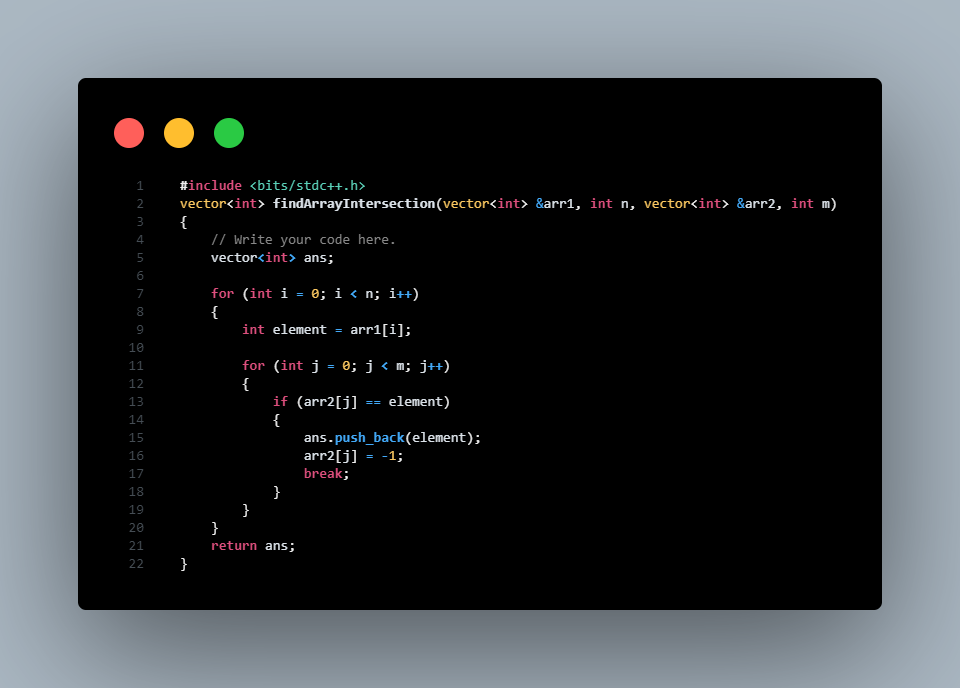 1 #include <bits/stdc++.h>
2 vector<int> findArrayIntersection(vector<int> &arr1, int n, vector<int> &arr2, int m)
3 {
4     // Write your code here.
5     vector<int> ans;
6
7     for (int i = 0; i < n; i++)
8     {
9         int element = arr1[i];
10
11         for (int j = 0; j < m; j++)
12         {
13             if (arr2[j] == element)
14             {
15                 ans.push_back(element);
16                 arr2[j] = -1;
17                 break;
18             }
19         }
20     }
21     return ans;
22 }